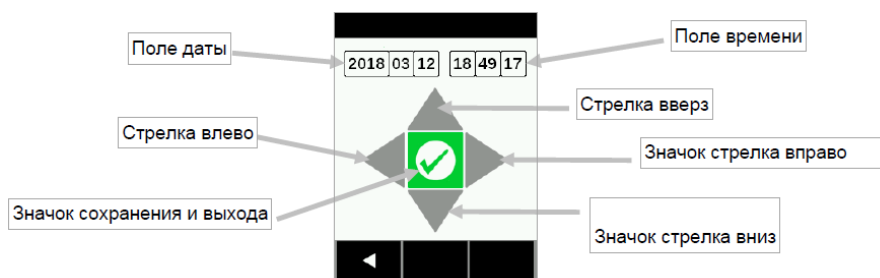 Поле даты
Поле времени
2018 03 12 18 49 17
Стрелка вверз
Стрелка влево
Значок стрелка вправо
Значок сохранения и выхода
Значок стрелка вниз